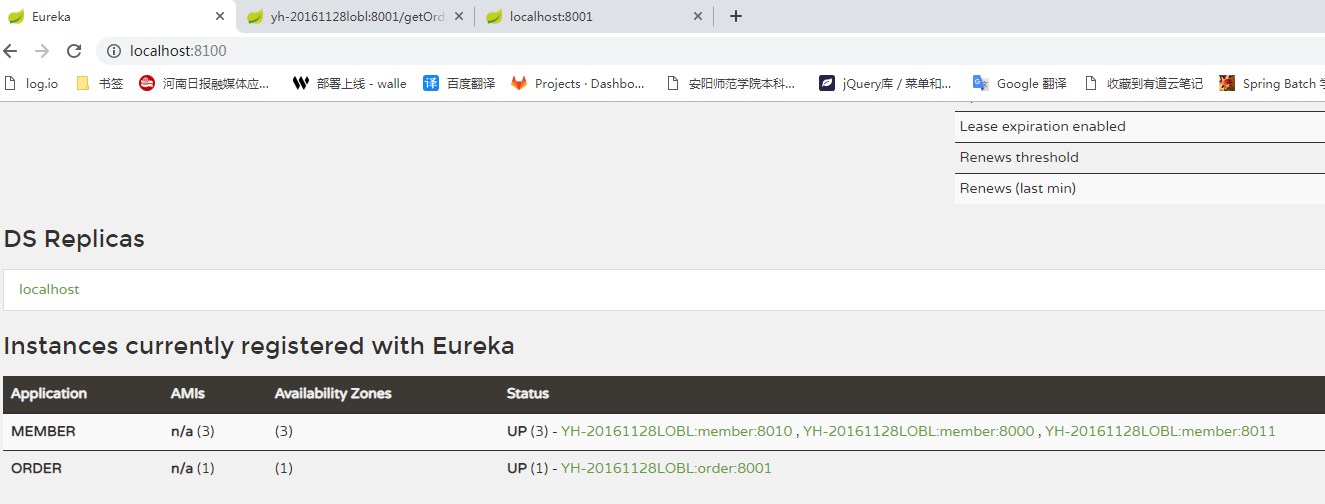 Eureka
yh-20161128lobl:8001/getOrd
localhost:8001
localhost:8100
log.io 书签 河南日报融媒体应... 部署上线 - walle 译 百度翻译 Projects · Dashbo... 安阳师范学院本科... jQuery库 / 菜单和... Google 翻译 收藏到有道云笔记 Spring Batch
Lease expiration enabled
Renews threshold
Renews (last min)
DS Replicas
localhost
Instances currently registered with Eureka
Application AMIs Availability Zones Status
MEMBER n/a (3) (3) UP (3) - YH-20161128LOBL:member:8010 , YH-20161128LOBL:member:8000 , YH-20161128LOBL:member:8011
ORDER n/a (1) (1) UP (1) - YH-20161128LOBL:order:8001